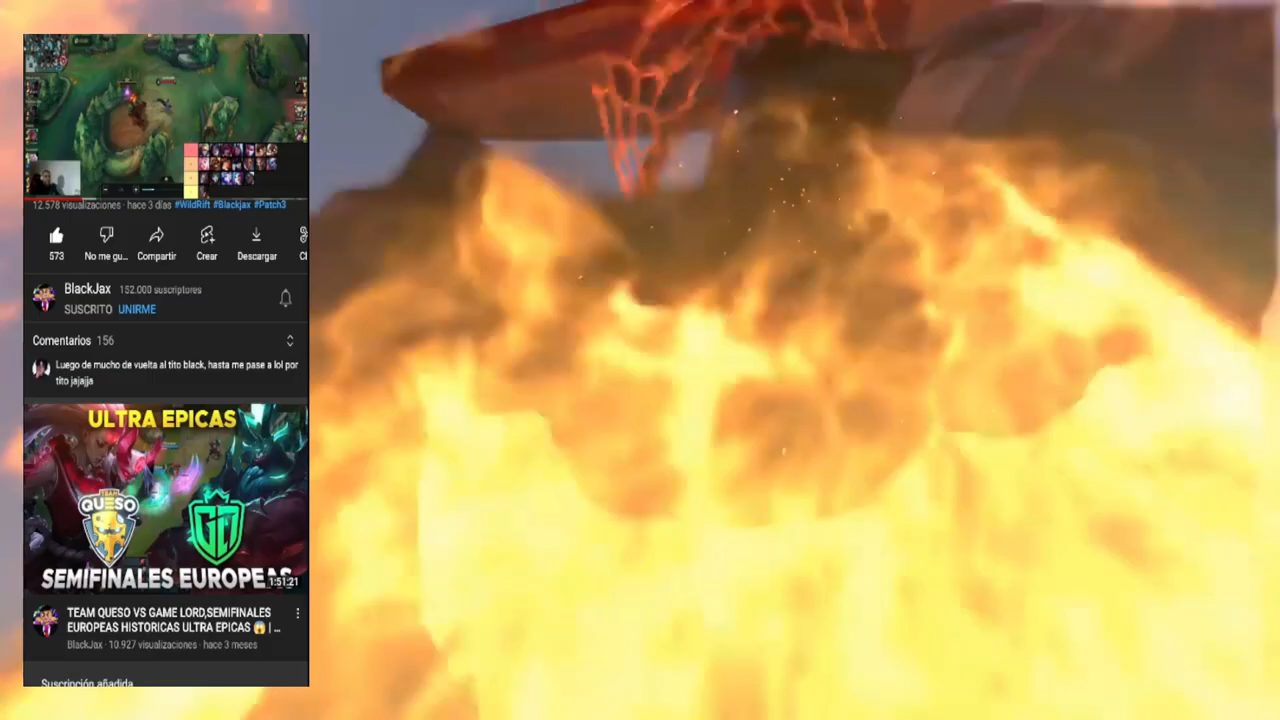 12.578 visualizaciones · hace 3 días #WildRift #Blackjax #Patch3
573
No me gu...
Compartir
Crear
Descargar
BlackJax 152.000 suscriptores
SUSCRITO UNIRME
Comentarios 156
Luego de mucho de vuelta al tito black, hasta me pase a lol por
tito jajajja
ULTRA EPICAS
TEAM
QUESO
GA
SEMIFINALES EUROPEAS
1:51:21
TEAM QUESO VS GAME LORD,SEMIFINALES
EUROPEAS HISTORICAS ULTRA EPICAS 😱 | ...
BlackJax · 10.927 visualizaciones · hace 3 meses
Suscripción añadida